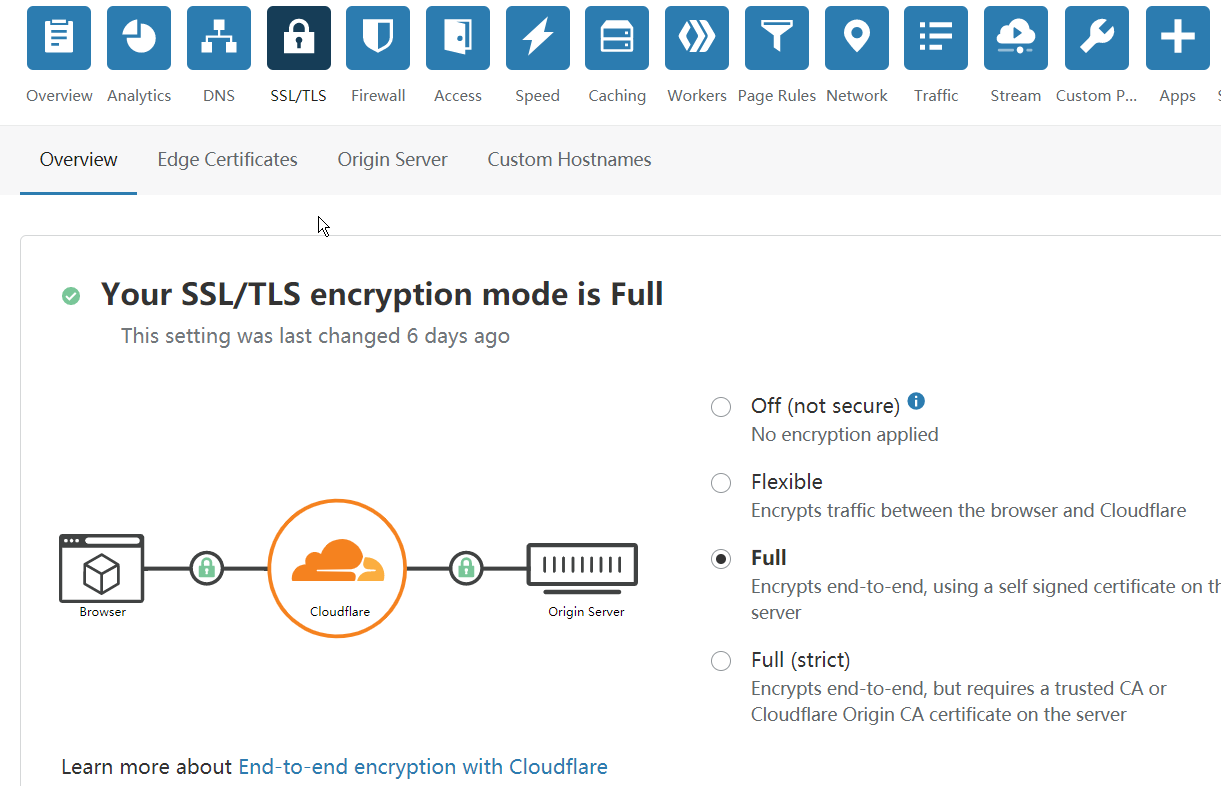 Overview Analytics DNS SSL/TLS Firewall Access Speed Caching Workers Page Rules Network Traffic Stream Custom P... Apps
Overview Edge Certificates Origin Server Custom Hostnames
Your SSL/TLS encryption mode is Full
This setting was last changed 6 days ago
Off (not secure)
No encryption applied
Flexible
Encrypts traffic between the browser and Cloudflare
Full
Encrypts end-to-end, using a self signed certificate on
server
Full (strict)
Encrypts end-to-end, but requires a trusted CA or
Cloudflare Origin CA certificate on the server
Browser
Cloudflare
Origin Server
Learn more about End-to-end encryption with Cloudflare